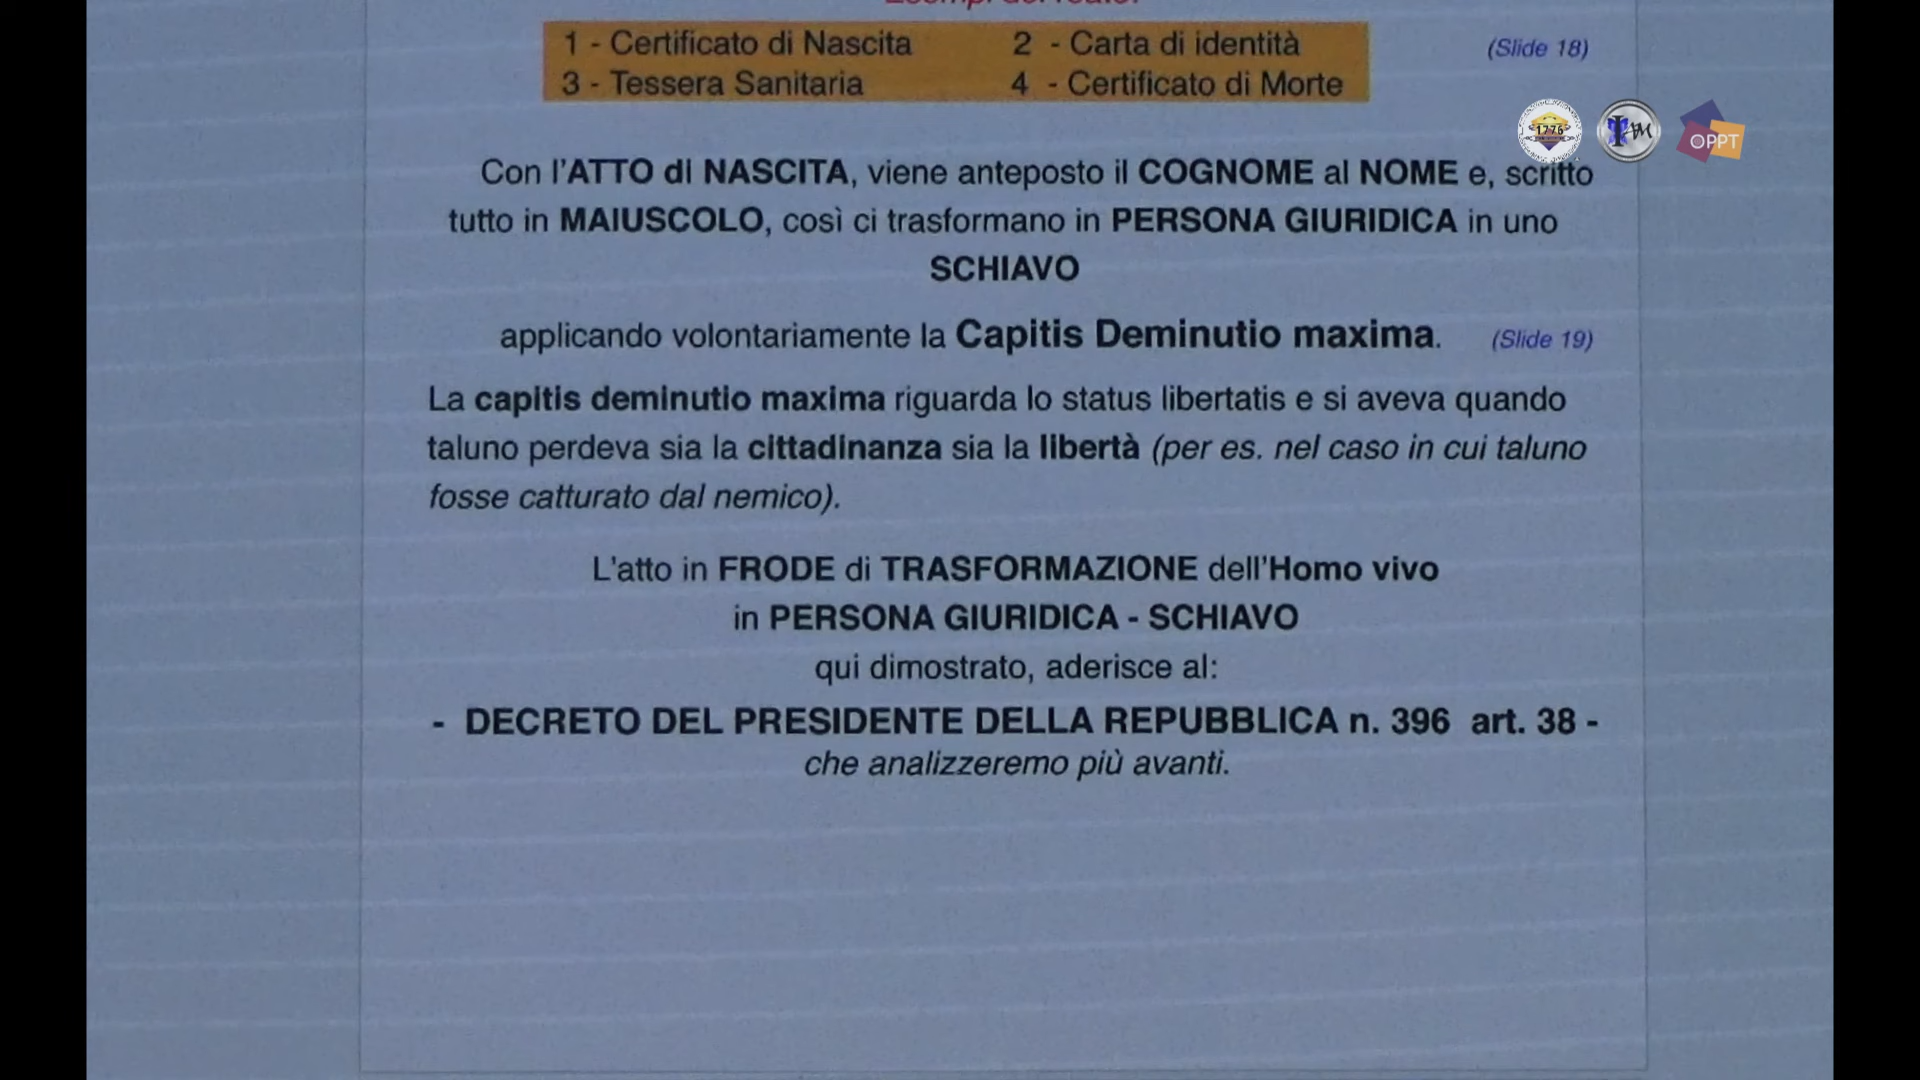 1 - Certificato di Nascita 2 - Carta di identità (Slide 18)
3 - Tessera Sanitaria 4 - Certificato di Morte
1776
OPPT
Con l'ATTO di NASCITA, viene anteposto il COGNOME al NOME e, scritto
tutto in MAIUSCOLO, così ci trasformano in PERSONA GIURIDICA in uno
SCHIAVO
applicando volontariamente la Capitis Deminutio maxima. (Slide 19)
La capitis deminutio maxima riguarda lo status libertatis e si aveva quando
taluno perdeva sia la cittadinanza sia la libertà (per es. nel caso in cui taluno
fosse catturato dal nemico).
L'atto in FRODE di TRASFORMAZIONE dell'Homo vivo
in PERSONA GIURIDICA - SCHIAVO
qui dimostrato, aderisce al:
- DECRETO DEL PRESIDENTE DELLA REPUBBLICA n. 396 art. 38 -
che analizzeremo più avanti.